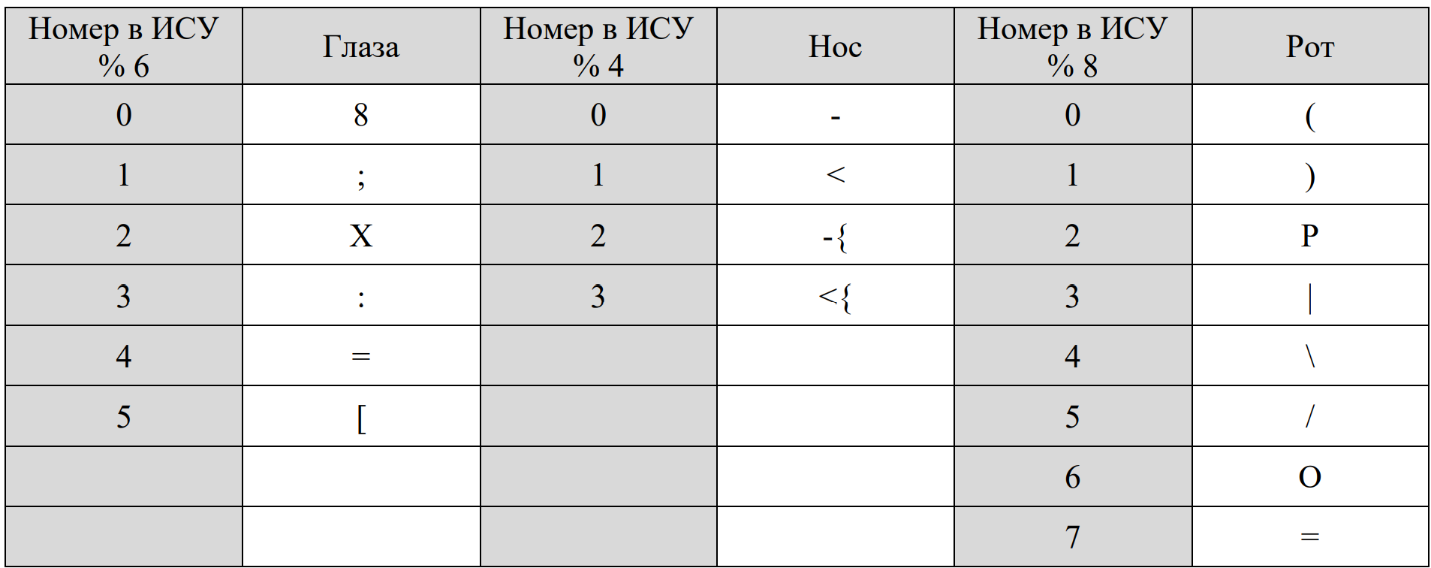 Номер в ИСУ % 6 Глаза Номер в ИСУ % 4 Нос Номер в ИСУ % 8 Рот
0 8 0 - 0 (
1 ; 1 < 1 )
2 X 2 -{ 2 P
3 : 3 <{ 3 |
4 = 4 \
5 [ 5 /
6 O
7 =